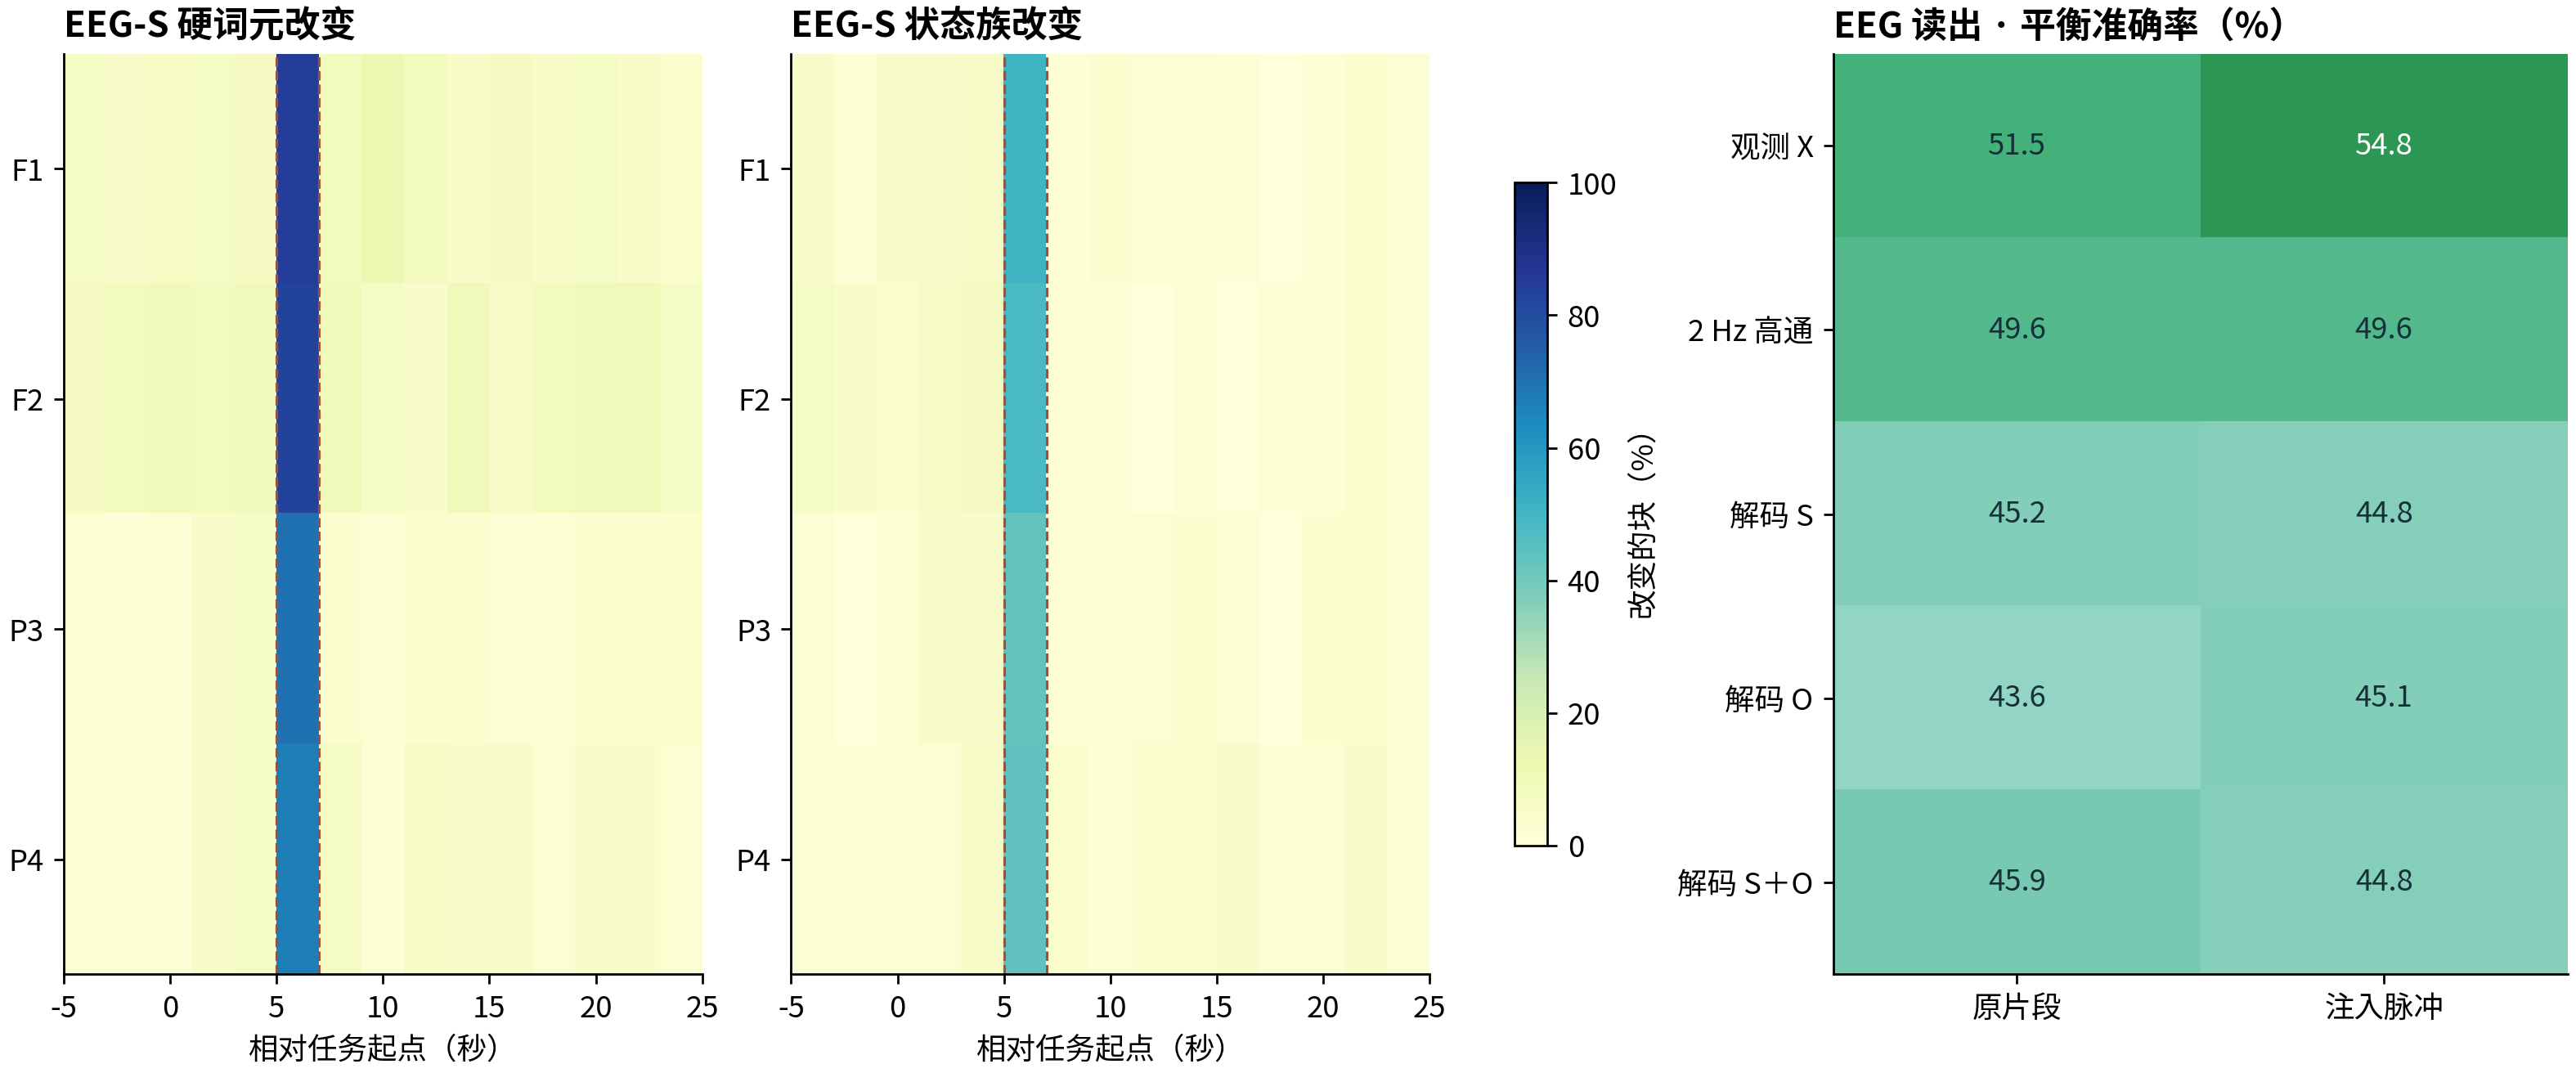 EEG-S 硬词元改变
F1
F2
P3
P4
-5 0 5 10 15 20 25
相对任务起点（秒）
EEG-S 状态族改变
F1
F2
P3
P4
-5 0 5 10 15 20 25
相对任务起点（秒）
100
80
60
40
20
0
改变的块（%）
EEG 读出 · 平衡准确率（%）
观测 X 51.5 54.8
2 Hz 高通 49.6 49.6
解码 S 45.2 44.8
解码 O 43.6 45.1
解码 S＋O 45.9 44.8
原片段 注入脉冲